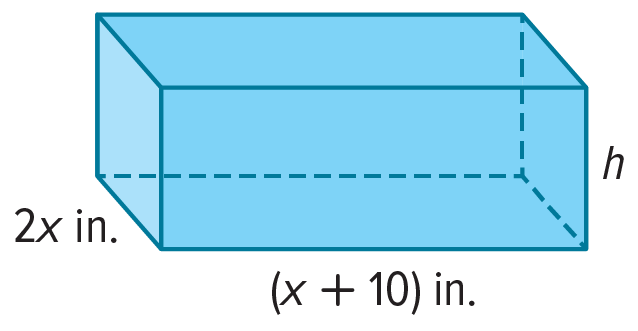 h
2x in.
(x + 10) in.